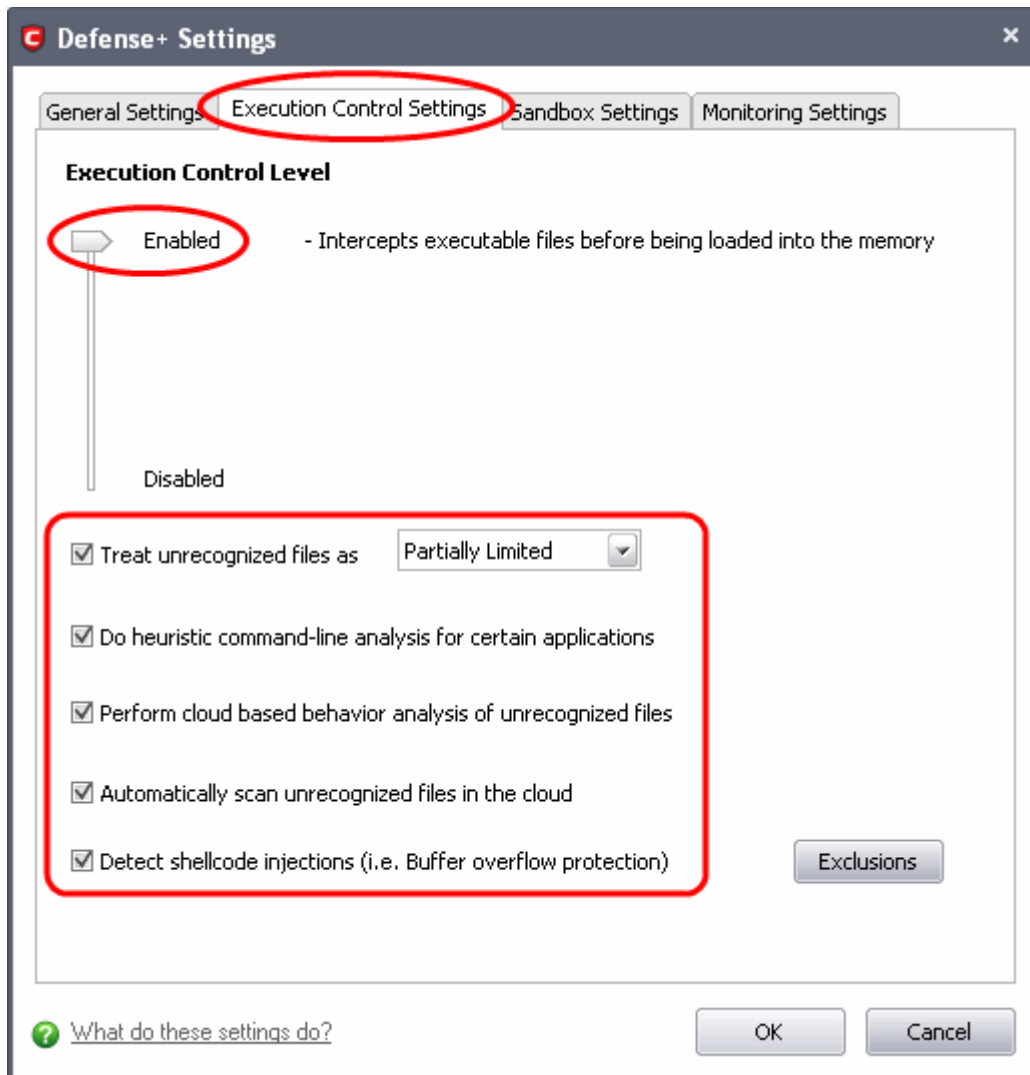 Defense+ Settings
General Settings
Execution Control Settings
Sandbox Settings
Monitoring Settings
Execution Control Level
Enabled - Intercepts executable files before being loaded into the memory
Disabled
Treat unrecognized files as Partially Limited
Do heuristic command-line analysis for certain applications
Perform cloud based behavior analysis of unrecognized files
Automatically scan unrecognized files in the cloud
Detect shellcode injections (i.e. Buffer overflow protection)
Exclusions
What do these settings do?
OK
Cancel